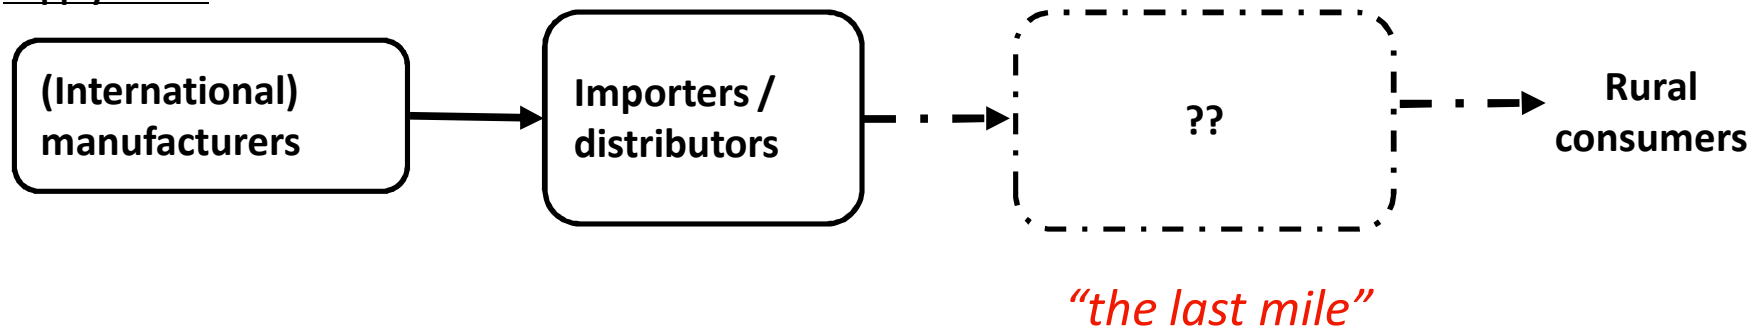 (International)
manufacturers
Importers /
distributors
??
Rural
consumers
“the last mile”